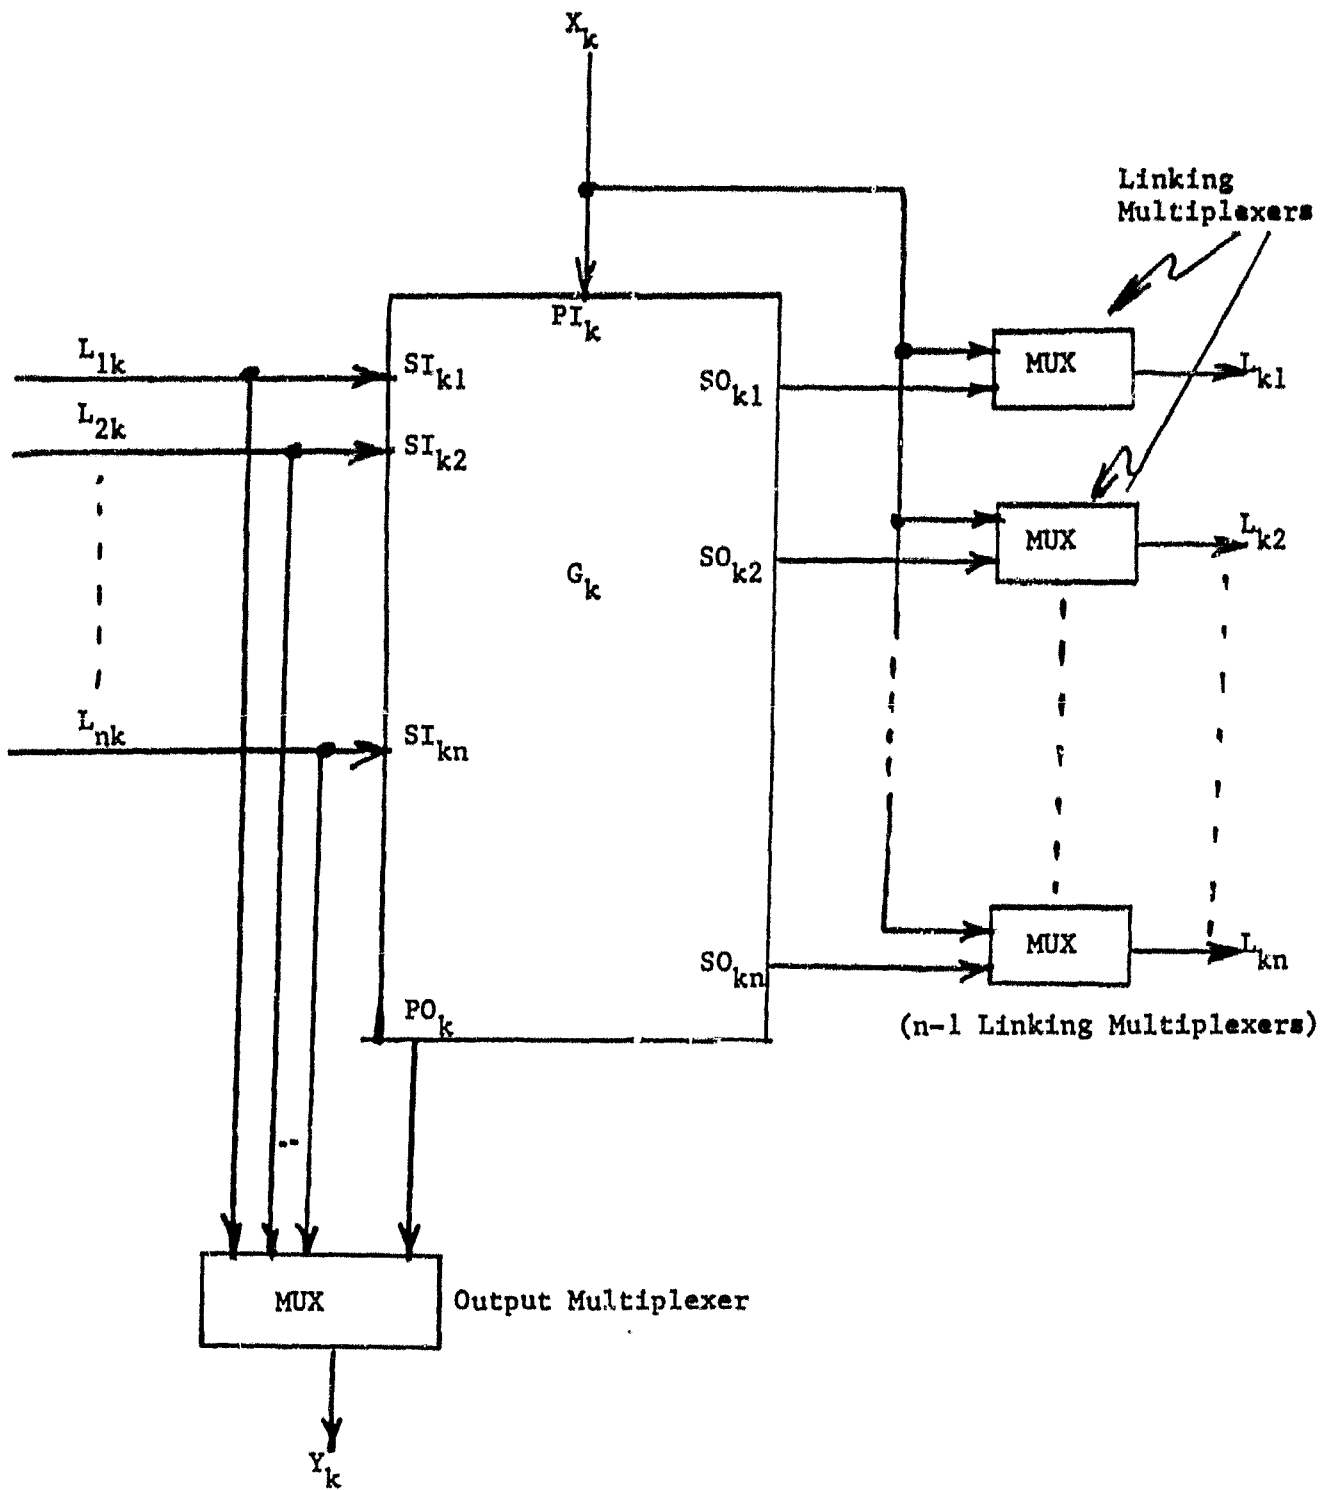 X_k
Linking
Multiplexers
PI_k
L_1k
SI_k1
SO_k1
MUX
L_k1
L_2k
SI_k2
SO_k2
MUX
L_k2
G_k
L_nk
SI_kn
SO_kn
MUX
L_kn
PO_k
(n-1 Linking Multiplexers)
MUX
Output Multiplexer
Y_k